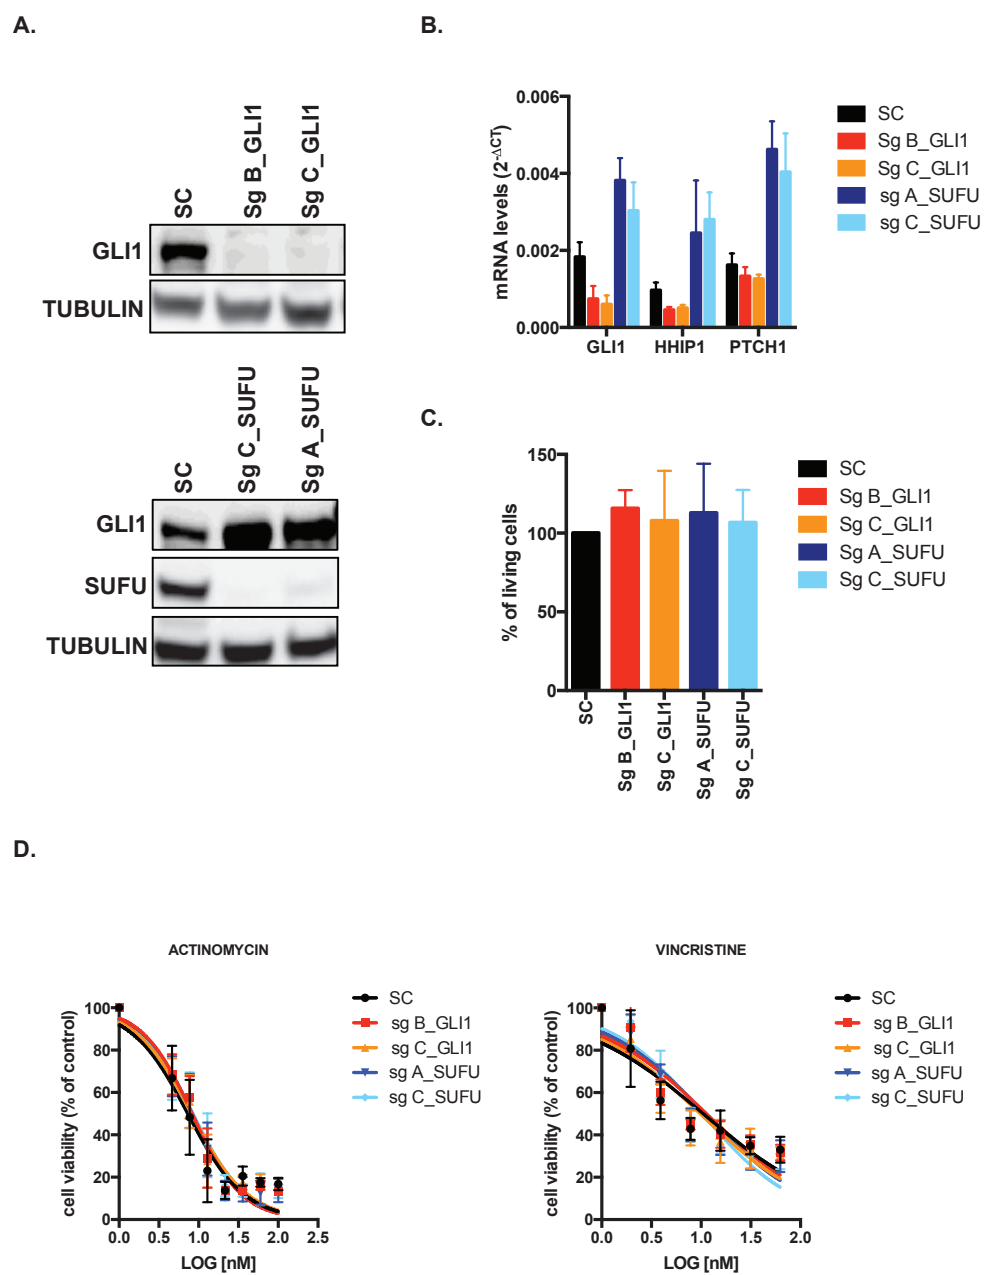 A.
SC
Sg B_GLI1
Sg C_GLI1
GLI1
TUBULIN
SC
Sg C_SUFU
Sg A_SUFU
GLI1
SUFU
TUBULIN
B.
mRNA levels (2-ΔCT)
0.006
0.004
0.002
0.000
GLI1 HHIP1 PTCH1
SC
Sg B_GLI1
Sg C_GLI1
sg A_SUFU
sg C_SUFU
C.
% of living cells
150
100
50
0
SC
Sg B_GLI1
Sg C_GLI1
Sg A_SUFU
Sg C_SUFU
SC
Sg B_GLI1
Sg C_GLI1
Sg A_SUFU
Sg C_SUFU
D.
ACTINOMYCIN
cell viability (% of control)
100
80
60
40
20
0
0.0 0.5 1.0 1.5 2.0 2.5
LOG [nM]
SC
sg B_GLI1
sg C_GLI1
sg A_SUFU
sg C_SUFU
VINCRISTINE
cell viability (% of control)
100
80
60
40
20
0
0.0 0.5 1.0 1.5 2.0
LOG [nM]
SC
sg B_GLI1
sg C_GLI1
sg A_SUFU
sg C_SUFU